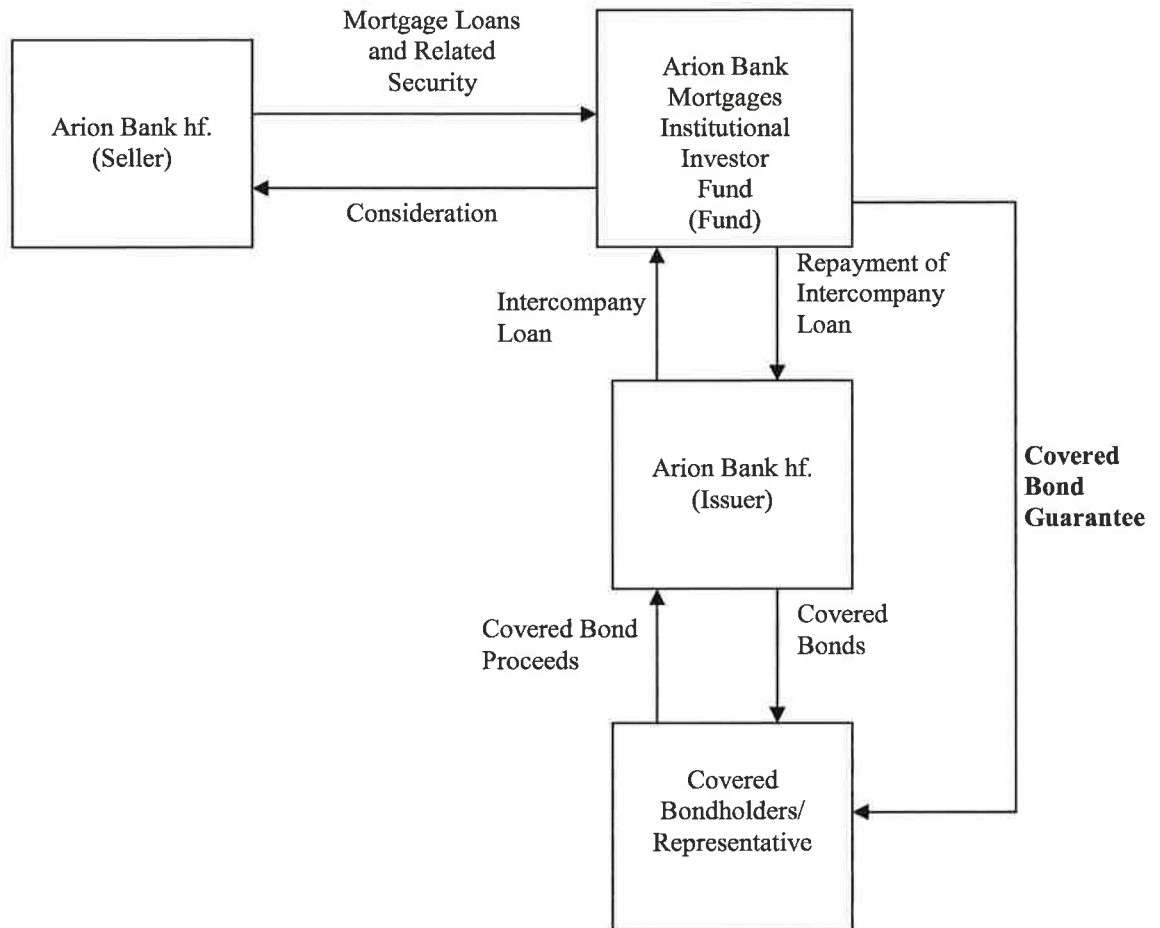 Mortgage Loans
and Related
Security
Arion Bank hf.
(Seller)
Arion Bank
Mortgages
Institutional
Investor
Fund
(Fund)
Consideration
Intercompany
Loan
Repayment of
Intercompany
Loan
Arion Bank hf.
(Issuer)
Covered
Bond
Guarantee
Covered Bond
Proceeds
Covered
Bonds
Covered
Bondholders/
Representative